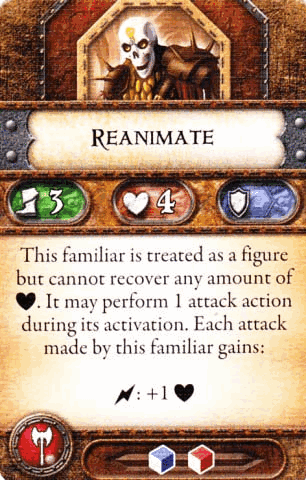 REANIMATE
3 4
This familiar is treated as a figure
but cannot recover any amount of
♥. It may perform 1 attack action
during its activation. Each attack
made by this familiar gains:
: +1 ♥